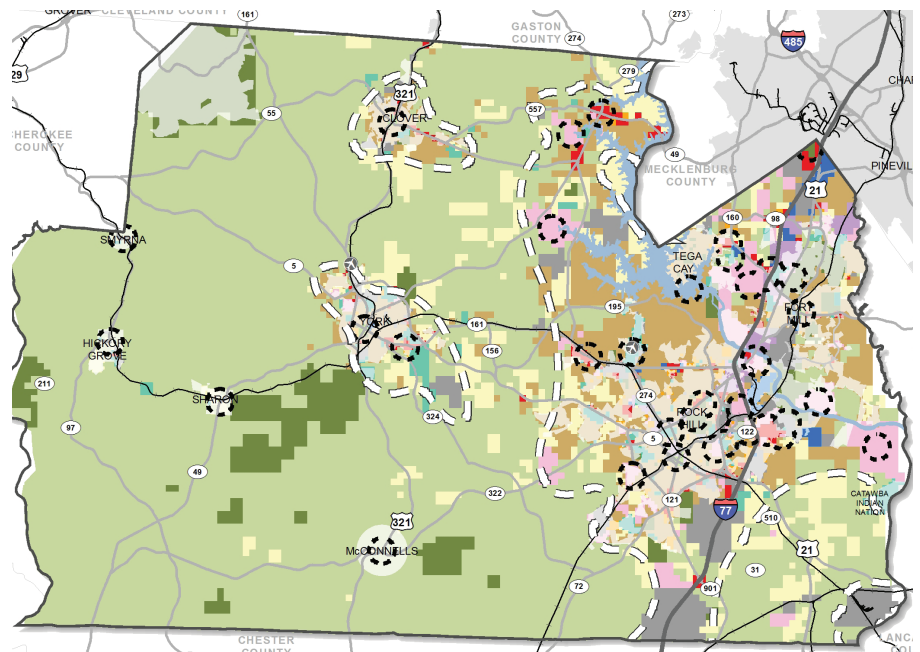 GROVER
CLEVELAND COUNTY
161
GASTON
COUNTY
273
274
485
29
279
321
557
55
CLOVER
CHEROKEE
COUNTY
49
MECKLENBURG
COUNTY
PINEVIL
21
160
98
SMYRNA
5
TEGA
CAY
195
FORT
MILL
YORK
161
HICKORY
GROVE
156
211
274
SHARON
324
ROCK
HILL
97
5
122
49
322
121
CATAWBA
INDIAN
NATION
77
510
321
McCONNELLS
21
31
72
901
CHESTER
COUNTY
LANCA
COU